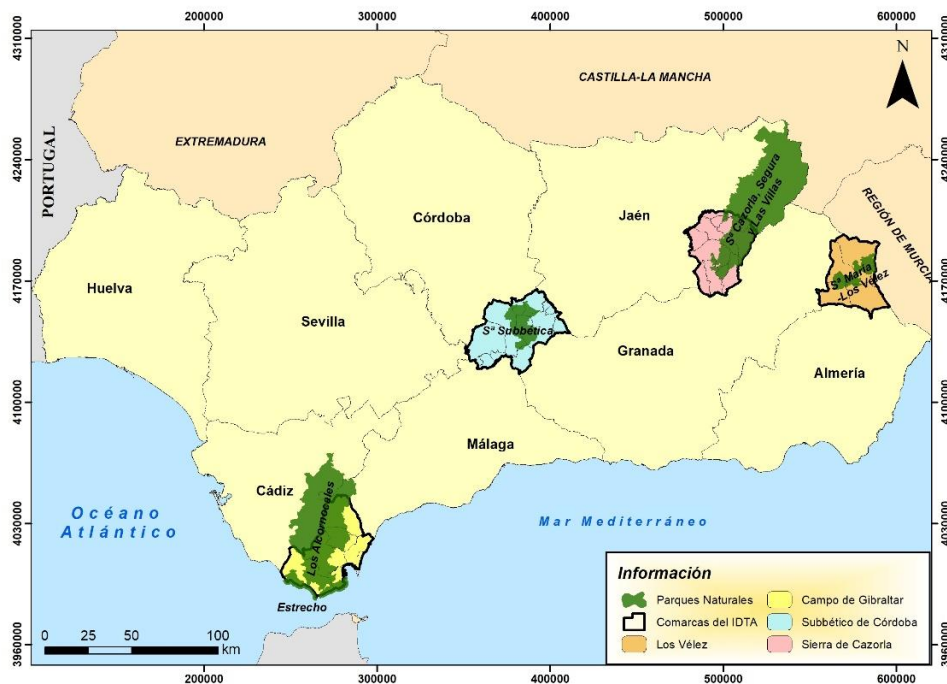 200000 300000 400000 500000 600000
4310000 4310000
N
CASTILLA-LA MANCHA
EXTREMADURA
PORTUGAL
4240000 4240000
Córdoba
Jaén
Sª Cazorla, Segura
y Las Villas
REGIÓN DE MURCIA
Huelva
4170000 4170000
Sª María
-Los Vélez
Sevilla
Sª Subbética
Granada
Almería
4100000 4100000
Málaga
Cádiz
Los Alcornocales
Océano
Atlántico
Mar Mediterráneo
4030000 4030000
Estrecho
Información
Parques Naturales
Campo de Gibraltar
Comarcas del IDTA
Subbético de Córdoba
Los Vélez
Sierra de Cazorla
0 25 50 100
km
3960000 3960000
200000 300000 400000 500000 600000